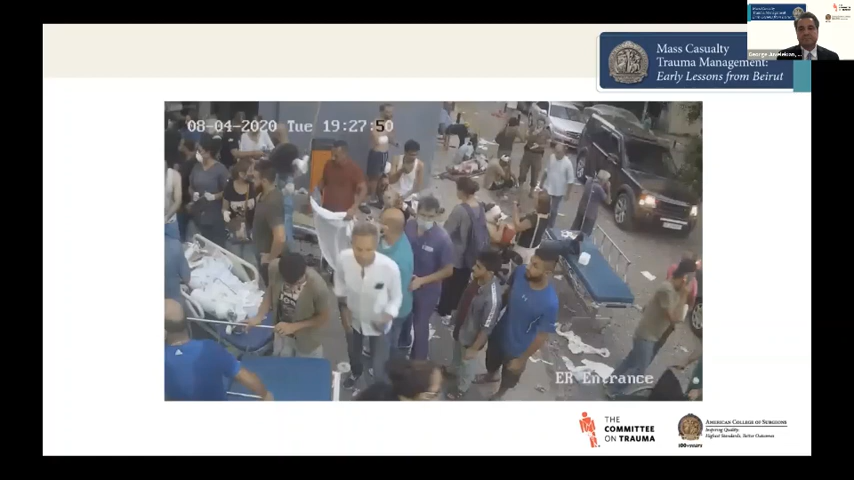 Mass Casualty
Trauma Management:
Early Lessons from Beirut
08-04-2020 Tue 19:27:50
ER Entrance
THE
COMMITTEE
ON TRAUMA
AMERICAN COLLEGE OF SURGEONS
Inspiring Quality:
Highest Standards, Better Outcomes
100+years